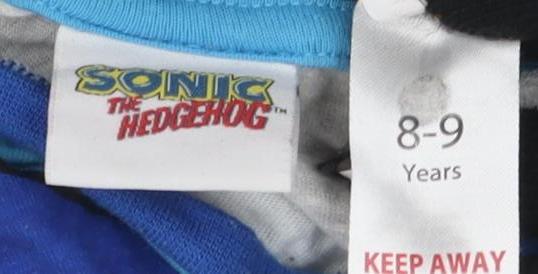 SONIC
THE
HEDGEHOG™
8-9
Years
KEEP AWAY